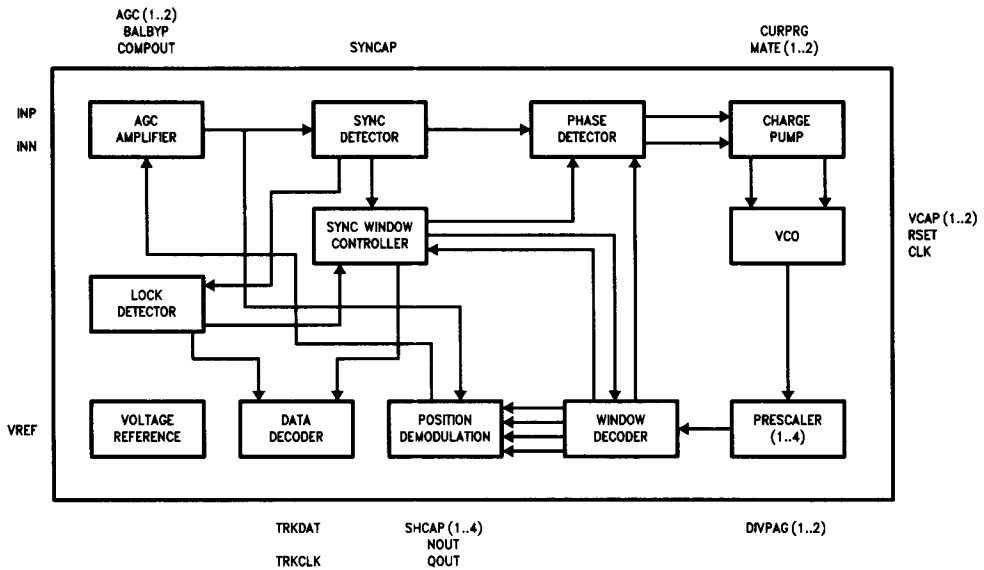 AGC (1..2)
BALBYP
COMPOUT
SYNCAP
CURPRG
MATE (1..2)
INP
INN
AGC
AMPLIFIER
SYNC
DETECTOR
PHASE
DETECTOR
CHARGE
PUMP
SYNC WINDOW
CONTROLLER
VCO
VCAP (1..2)
RSET
CLK
LOCK
DETECTOR
VREF
VOLTAGE
REFERENCE
DATA
DECODER
POSITION
DEMODULATION
WINDOW
DECODER
PRESCALER
(1..4)
TRKDAT
TRKCLK
SHCAP (1..4)
NOUT
QOUT
DIVPAG (1..2)